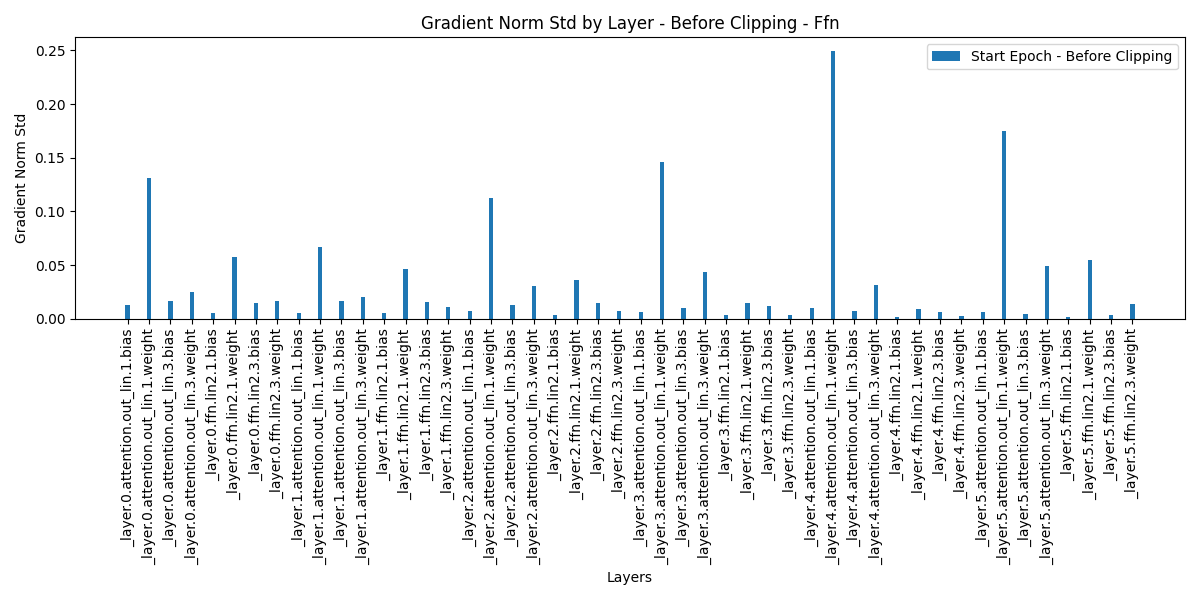 Gradient Norm Std by Layer - Before Clipping - Ffn
Start Epoch - Before Clipping
Gradient Norm Std
0.25
0.20
0.15
0.10
0.05
0.00
_layer.0.attention.out_lin.1.bias
_layer.0.attention.out_lin.1.weight
_layer.0.attention.out_lin.3.bias
_layer.0.attention.out_lin.3.weight
_layer.0.ffn.lin2.1.bias
_layer.0.ffn.lin2.1.weight
_layer.0.ffn.lin2.3.bias
_layer.0.ffn.lin2.3.weight
_layer.1.attention.out_lin.1.bias
_layer.1.attention.out_lin.1.weight
_layer.1.attention.out_lin.3.bias
_layer.1.attention.out_lin.3.weight
_layer.1.ffn.lin2.1.bias
_layer.1.ffn.lin2.1.weight
_layer.1.ffn.lin2.3.bias
_layer.1.ffn.lin2.3.weight
_layer.2.attention.out_lin.1.bias
_layer.2.attention.out_lin.1.weight
_layer.2.attention.out_lin.3.bias
_layer.2.attention.out_lin.3.weight
_layer.2.ffn.lin2.1.bias
_layer.2.ffn.lin2.1.weight
_layer.2.ffn.lin2.3.bias
_layer.2.ffn.lin2.3.weight
_layer.3.attention.out_lin.1.bias
_layer.3.attention.out_lin.1.weight
_layer.3.attention.out_lin.3.bias
_layer.3.attention.out_lin.3.weight
_layer.3.ffn.lin2.1.bias
_layer.3.ffn.lin2.1.weight
_layer.3.ffn.lin2.3.bias
_layer.3.ffn.lin2.3.weight
_layer.4.attention.out_lin.1.bias
_layer.4.attention.out_lin.1.weight
_layer.4.attention.out_lin.3.bias
_layer.4.attention.out_lin.3.weight
_layer.4.ffn.lin2.1.bias
_layer.4.ffn.lin2.1.weight
_layer.4.ffn.lin2.3.bias
_layer.4.ffn.lin2.3.weight
_layer.5.attention.out_lin.1.bias
_layer.5.attention.out_lin.1.weight
_layer.5.attention.out_lin.3.bias
_layer.5.attention.out_lin.3.weight
_layer.5.ffn.lin2.1.bias
_layer.5.ffn.lin2.1.weight
_layer.5.ffn.lin2.3.bias
_layer.5.ffn.lin2.3.weight
Layers